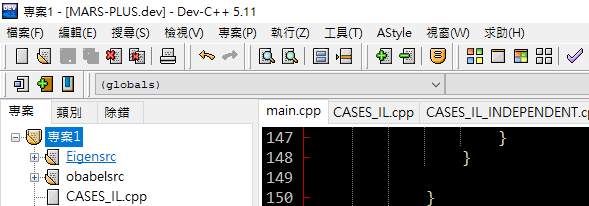 專案1 - [MARS-PLUS.dev] - Dev-C++ 5.11
檔案(F) 編輯(E) 搜尋(S) 檢視(V) 專案(P) 執行(Z) 工具(T) AStyle 視窗(W) 求助(H)
(globals)
專案 類別 除錯
main.cpp CASES_IL.cpp CASES_IL_INDEPENDENT.cp
專案1
Eigensrc
obabelsrc
CASES_IL.cpp
147 }
148 }
149
150 }